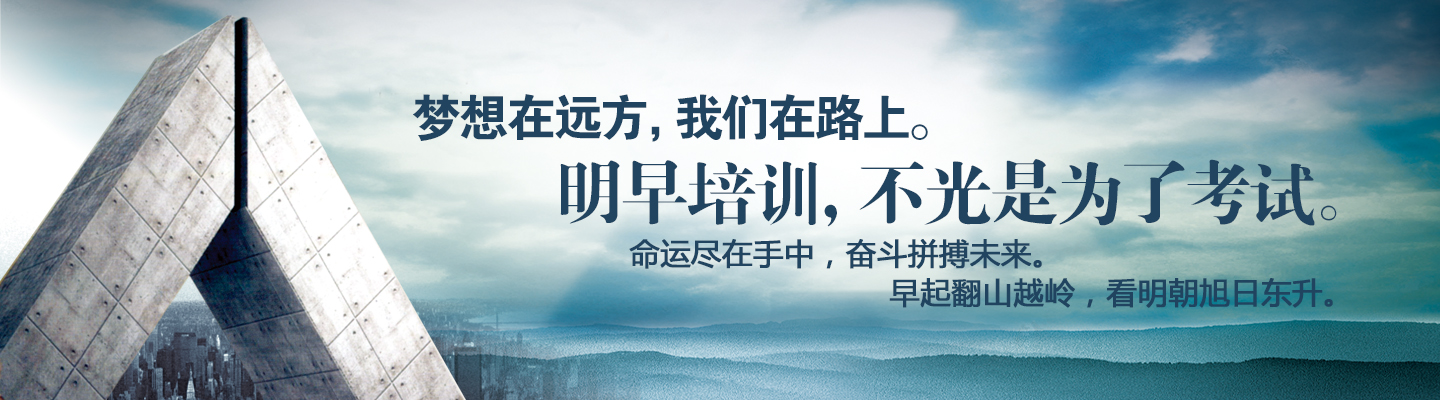 梦想在远方，我们在路上。
明早培训，不光是为了考试。
命运尽在手中，奋斗拼搏未来。
早起翻山越岭，看明朝旭日东升。